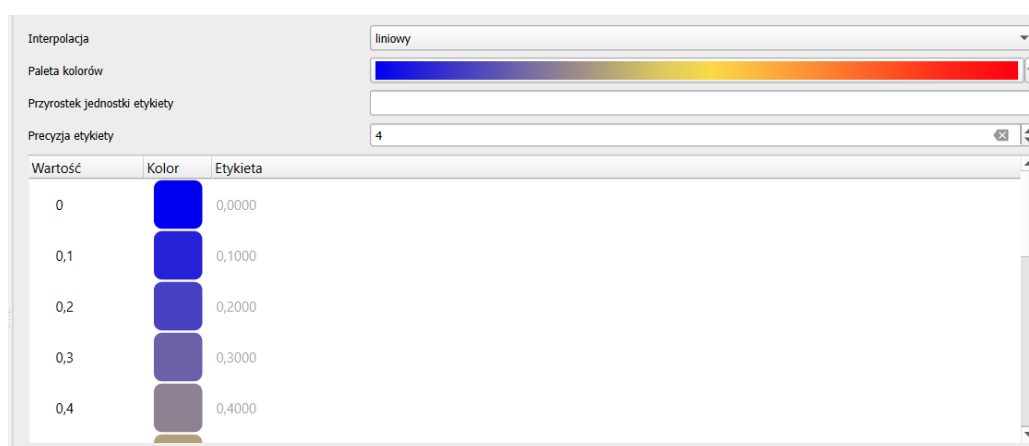 Interpolacja liniowy
Paleta kolorów
Przyrostek jednostki etykiety
Precyzja etykiety 4
Wartość Kolor Etykieta
0 0,0000
0,1 0,1000
0,2 0,2000
0,3 0,3000
0,4 0,4000